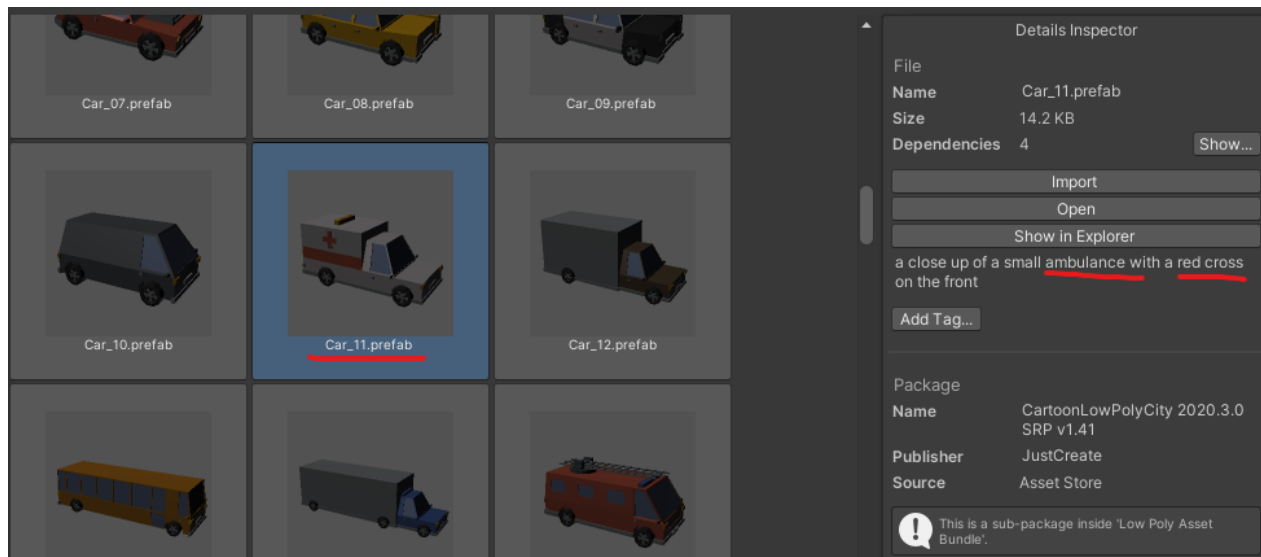 Car_07.prefab
Car_08.prefab
Car_09.prefab
Car_10.prefab
Car_11.prefab
Car_12.prefab
Details Inspector
File
Name Car_11.prefab
Size 14.2 KB
Dependencies 4 Show...
Import
Open
Show in Explorer
a close up of a small ambulance with a red cross
on the front
Add Tag...
Package
Name CartoonLowPolyCity 2020.3.0
SRP v1.41
Publisher JustCreate
Source Asset Store
This is a sub-package inside 'Low Poly Asset
Bundle'.